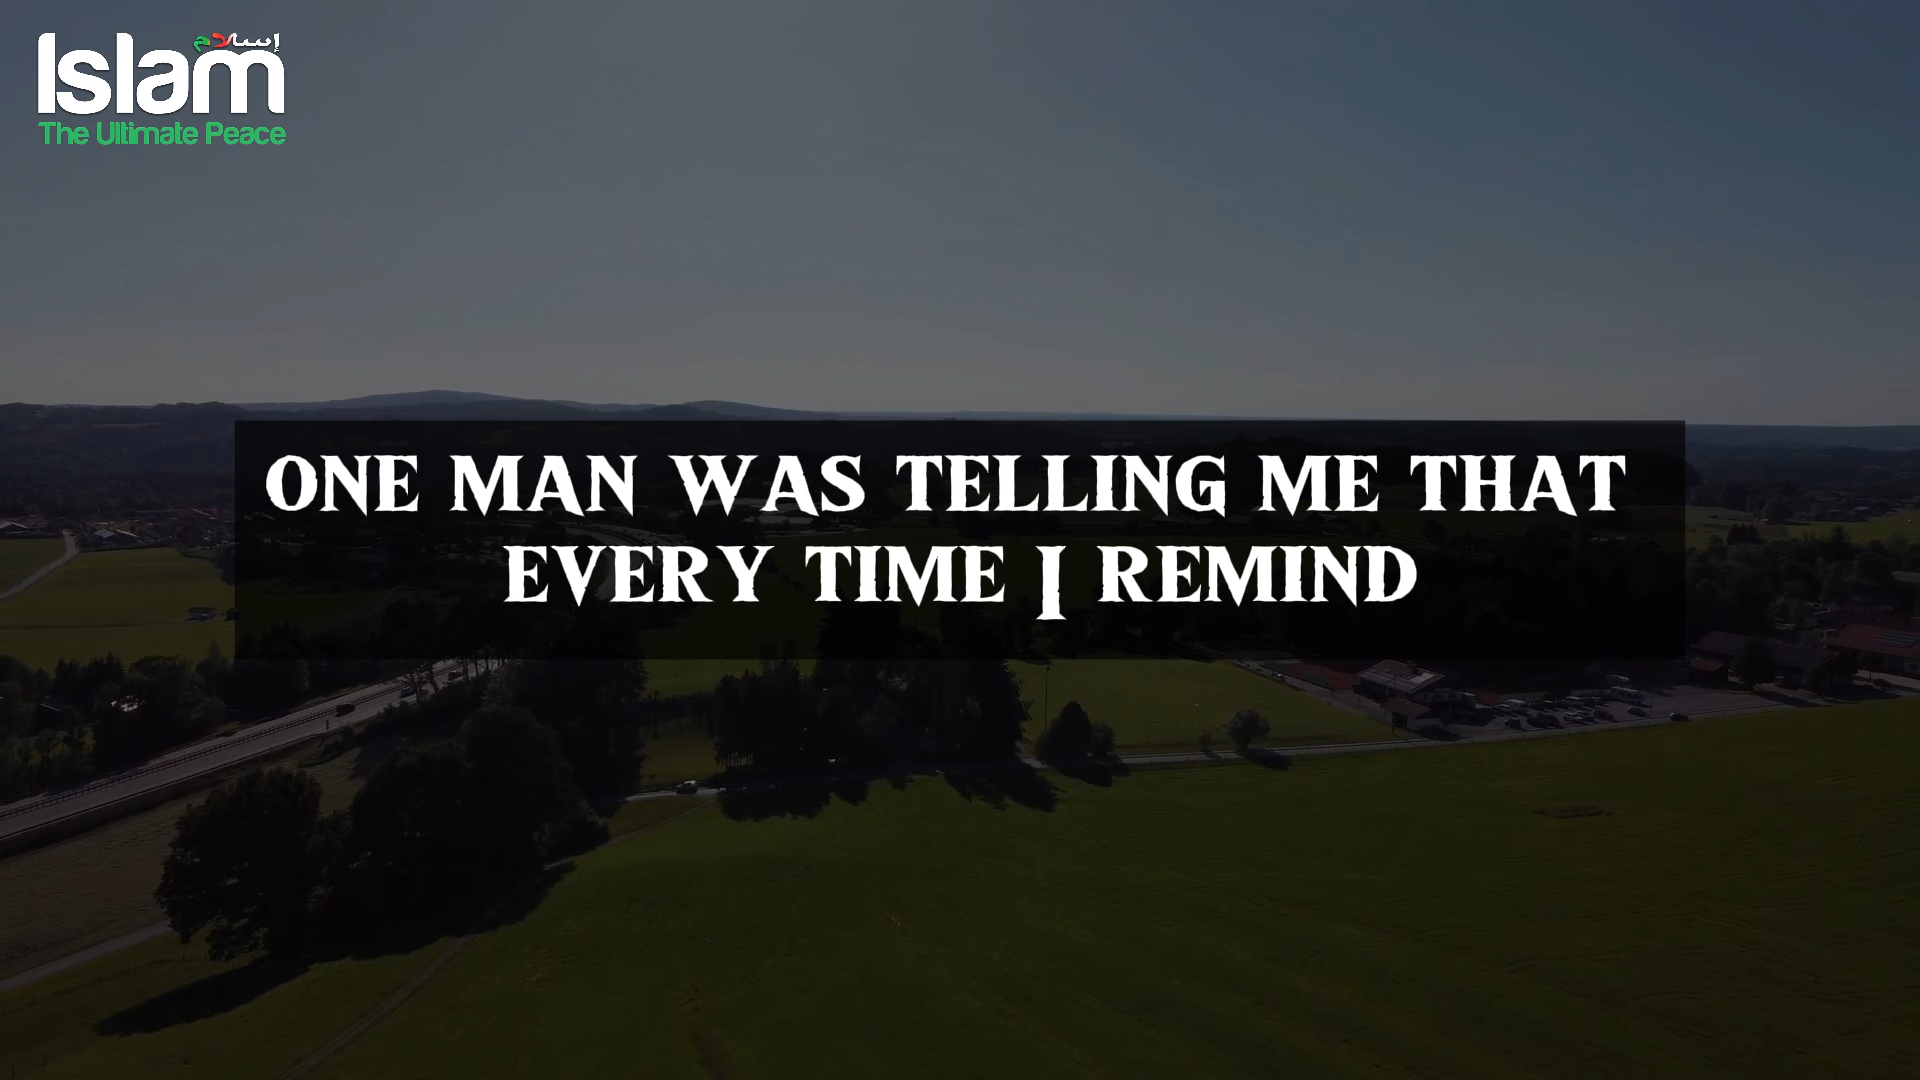 إسلام
Islam
The Ultimate Peace
ONE MAN WAS TELLING ME THAT
EVERY TIME I REMIND